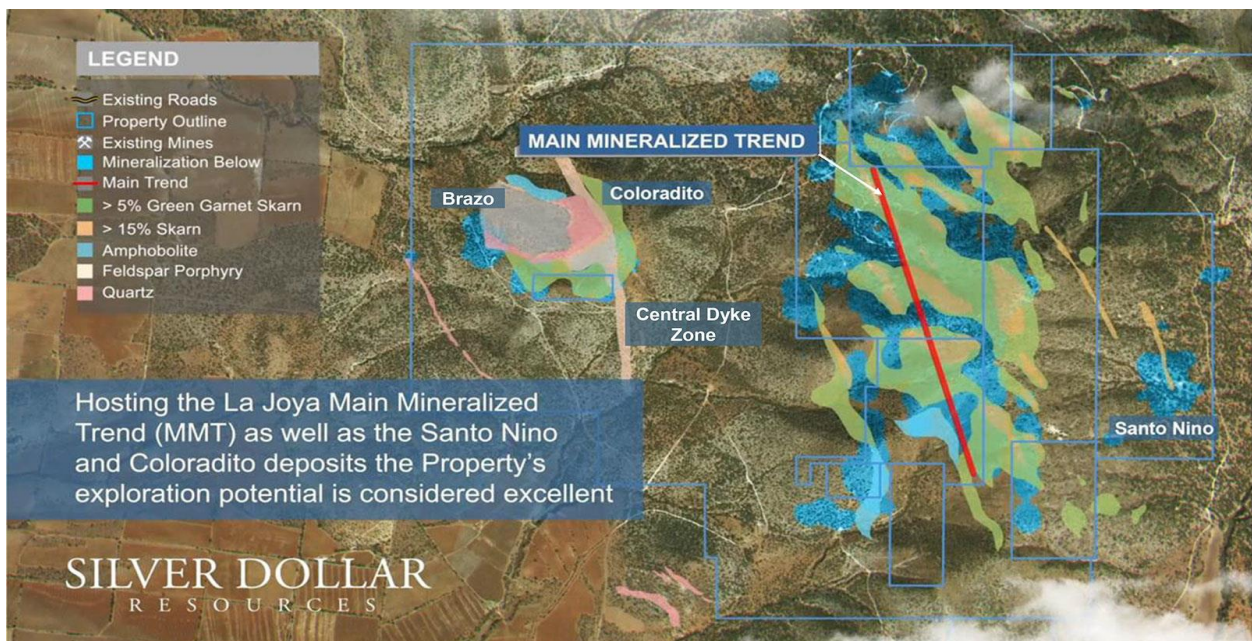 LEGEND
Existing Roads
Property Outline
Existing Mines
Mineralization Below
Main Trend
> 5% Green Garnet Skarn
> 15% Skarn
Amphobolite
Feldspar Porphyry
Quartz
MAIN MINERALIZED TREND
Brazo
Coloradito
Central Dyke
Zone
Santo Nino
Hosting the La Joya Main Mineralized
Trend (MMT) as well as the Santo Nino
and Coloradito deposits the Property's
exploration potential is considered excellent
SILVER DOLLAR
RESOURCES